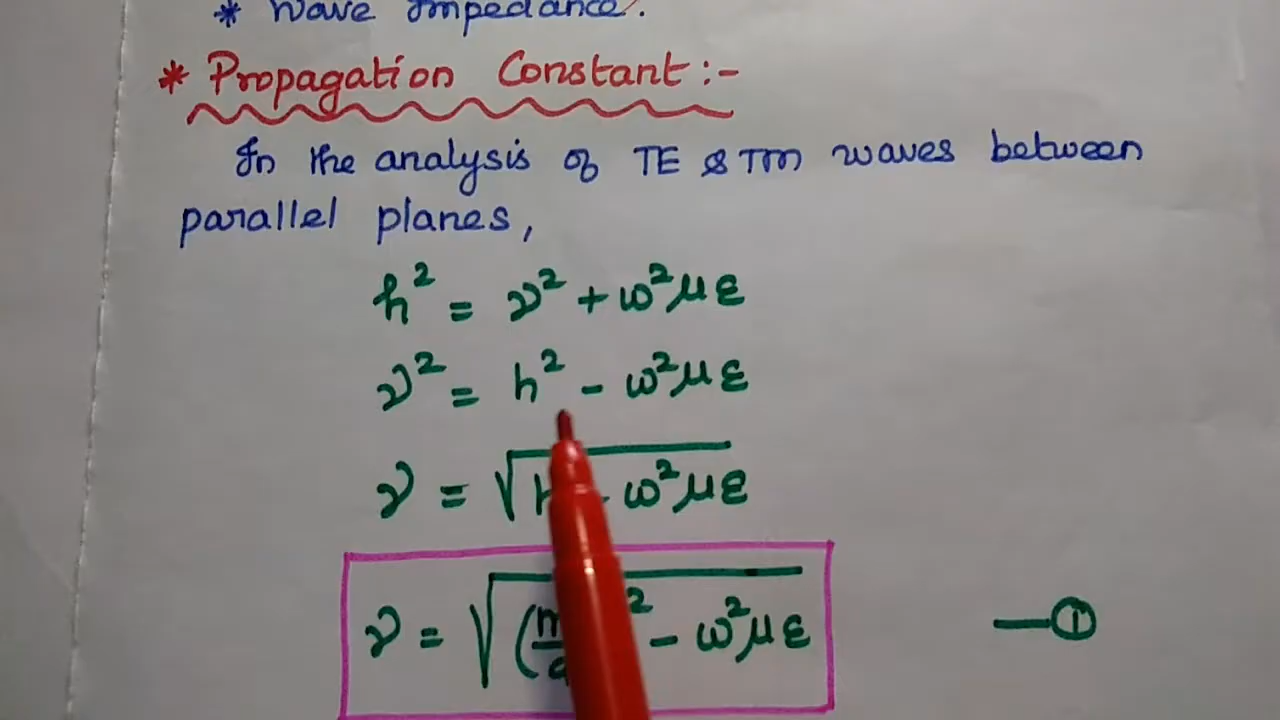 * Wave Impedance.
* Propagation Constant:-
In the analysis of TE & TM waves between
parallel planes,
h² = γ² + ω²με
γ² = h² - ω²με
γ = √ - ω²με
γ = √( ² - ω²με
—①